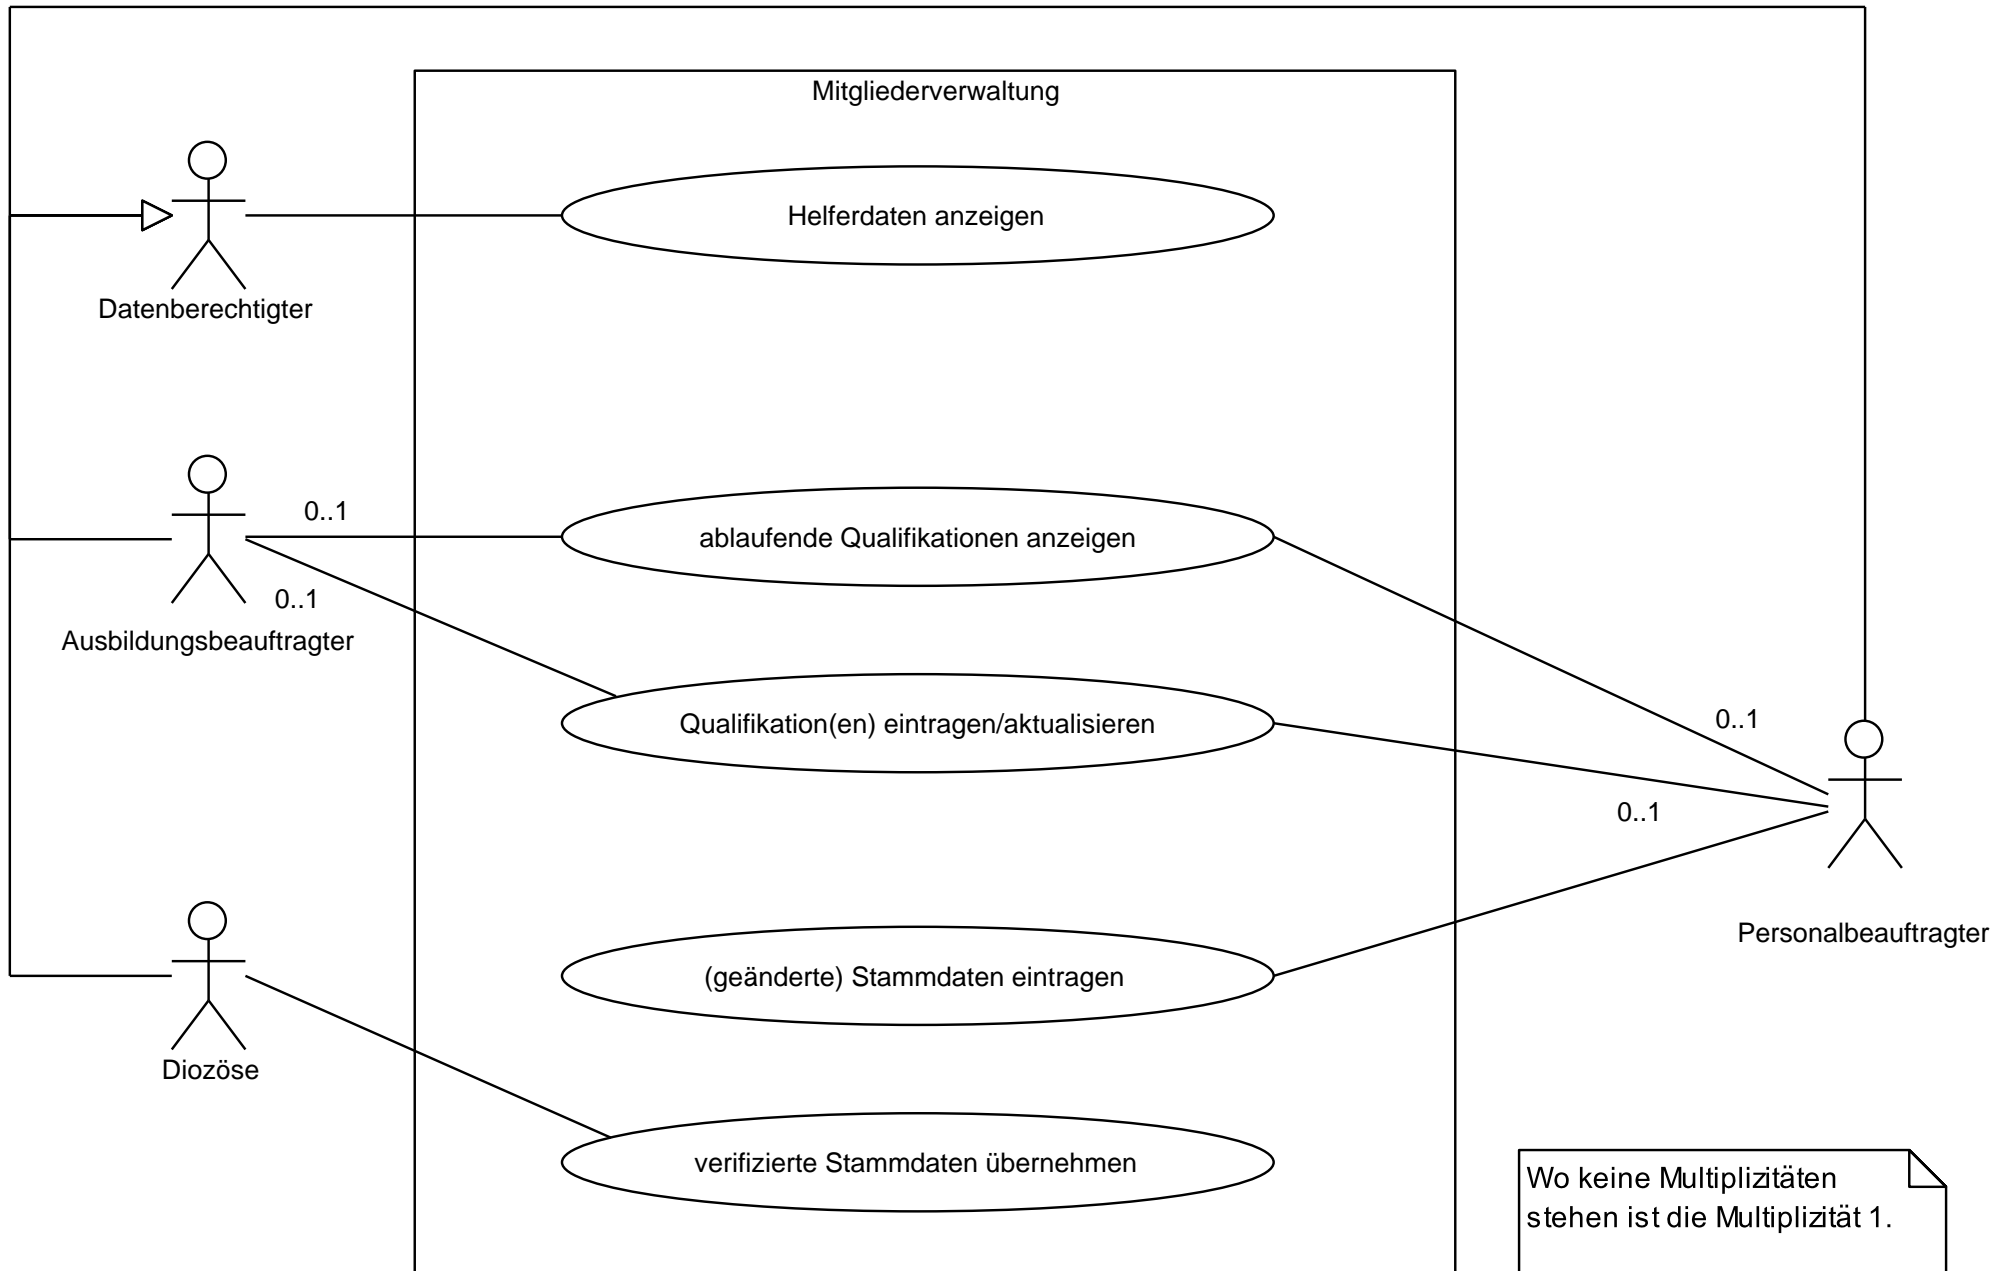 Mitgliederverwaltung
Helferdaten anzeigen
Datenberechtigter
0..1
ablaufende Qualifikationen anzeigen
0..1
Ausbildungsbeauftragter
Qualifikation(en) eintragen/aktualisieren
0..1
0..1
Personalbeauftragter
(geänderte) Stammdaten eintragen
Diozöse
verifizierte Stammdaten übernehmen
Wo keine Multiplizitäten
stehen ist die Multiplizität 1.